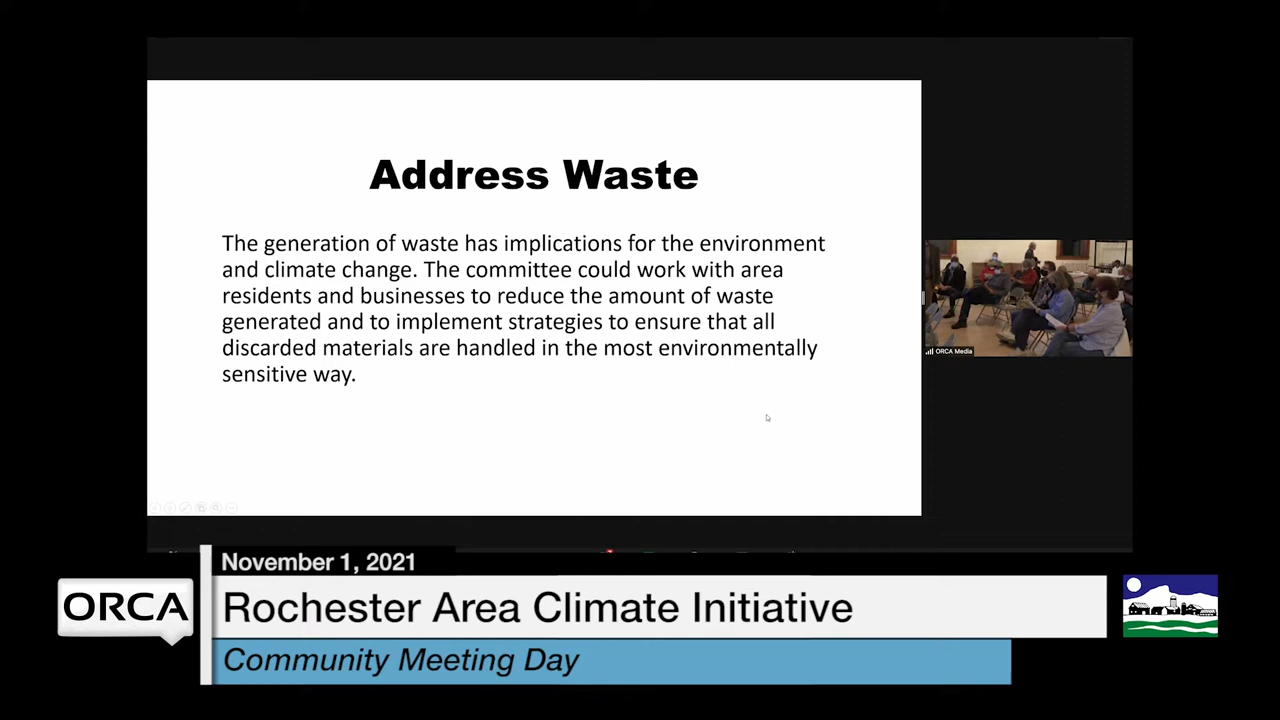 Address Waste
The generation of waste has implications for the environment
and climate change. The committee could work with area
residents and businesses to reduce the amount of waste
generated and to implement strategies to ensure that all
discarded materials are handled in the most environmentally
sensitive way.
ORCA Media
November 1, 2021
ORCA
Rochester Area Climate Initiative
Community Meeting Day